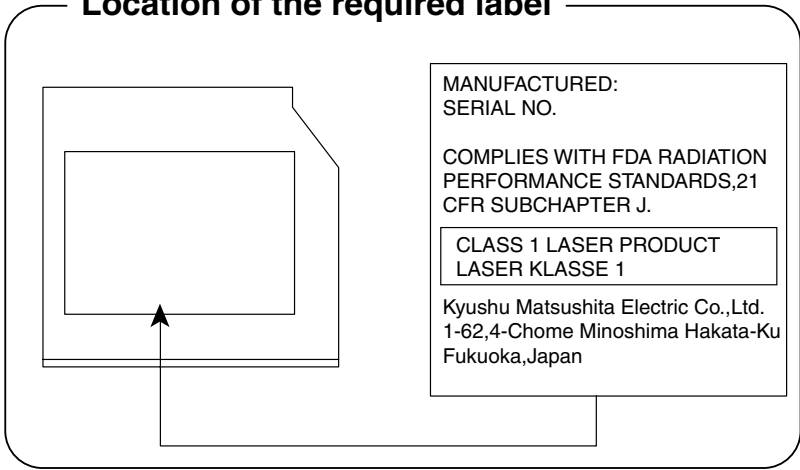 Location of the required label
MANUFACTURED:
SERIAL NO.
COMPLIES WITH FDA RADIATION
PERFORMANCE STANDARDS,21
CFR SUBCHAPTER J.
CLASS 1 LASER PRODUCT
LASER KLASSE 1
Kyushu Matsushita Electric Co.,Ltd.
1-62,4-Chome Minoshima Hakata-Ku
Fukuoka,Japan